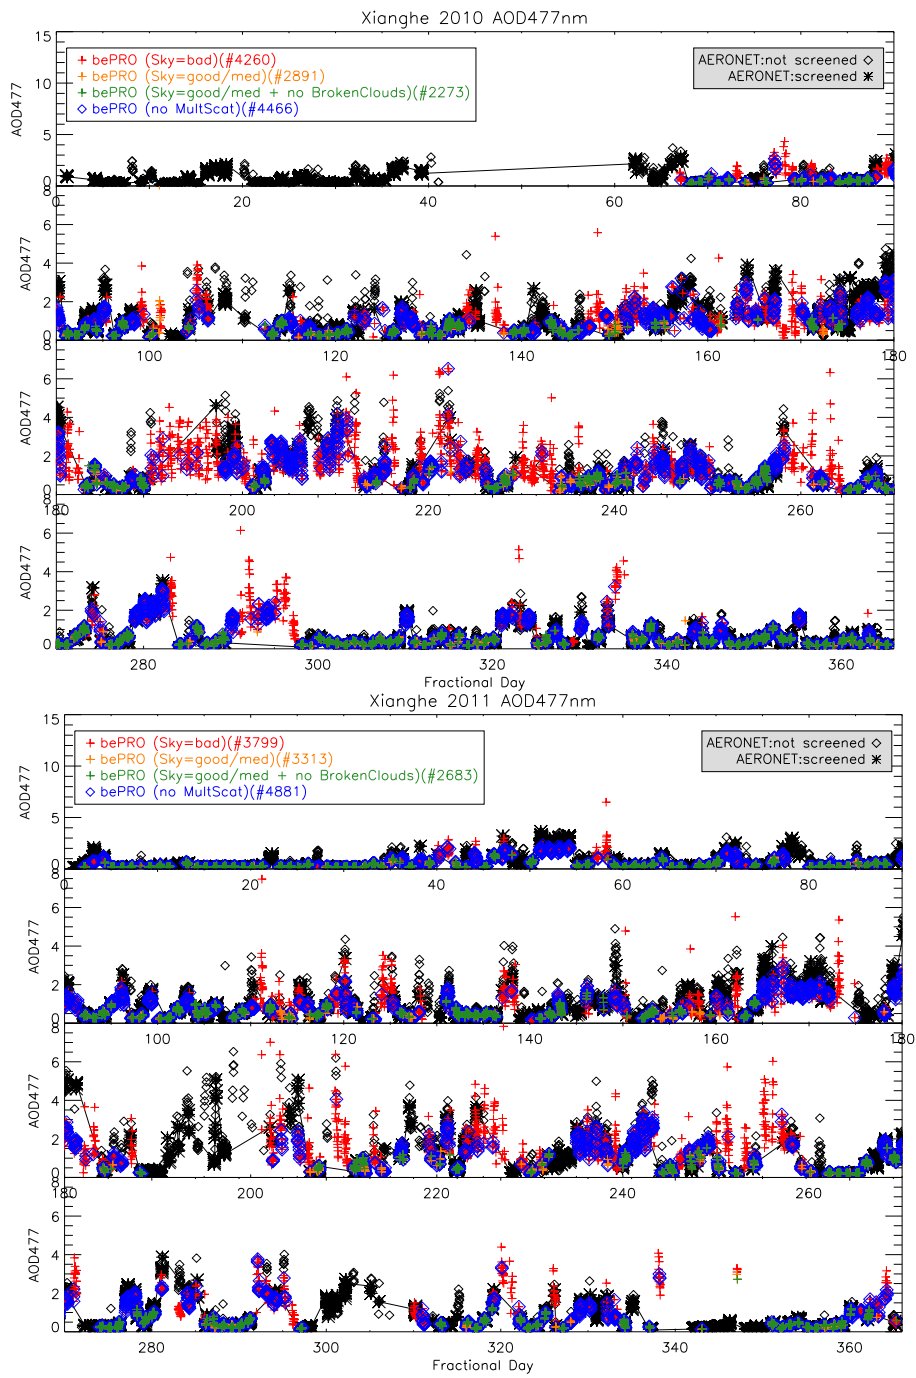 Xianghe 2010 AOD477nm
15
10
5
0
AOD477
+ bePRO (Sky=bad)(#4260)
+ bePRO (Sky=good/med)(#2891)
+ bePRO (Sky=good/med + no BrokenClouds)(#2273)
◇ bePRO (no MultScat)(#4466)
AERONET:not screened ◇
AERONET:screened ✱
0 20 40 60 80
8
6
4
2
0
AOD477
100 120 140 160 180
8
6
4
2
0
AOD477
180 200 220 240 260
8
6
4
2
0
AOD477
280 300 320 340 360
Fractional Day
Xianghe 2011 AOD477nm
15
10
5
0
AOD477
+ bePRO (Sky=bad)(#3799)
+ bePRO (Sky=good/med)(#3313)
+ bePRO (Sky=good/med + no BrokenClouds)(#2683)
◇ bePRO (no MultScat)(#4881)
AERONET:not screened ◇
AERONET:screened ✱
0 20 40 60 80
8
6
4
2
0
AOD477
100 120 140 160 180
8
6
4
2
0
AOD477
180 200 220 240 260
8
6
4
2
0
AOD477
280 300 320 340 360
Fractional Day